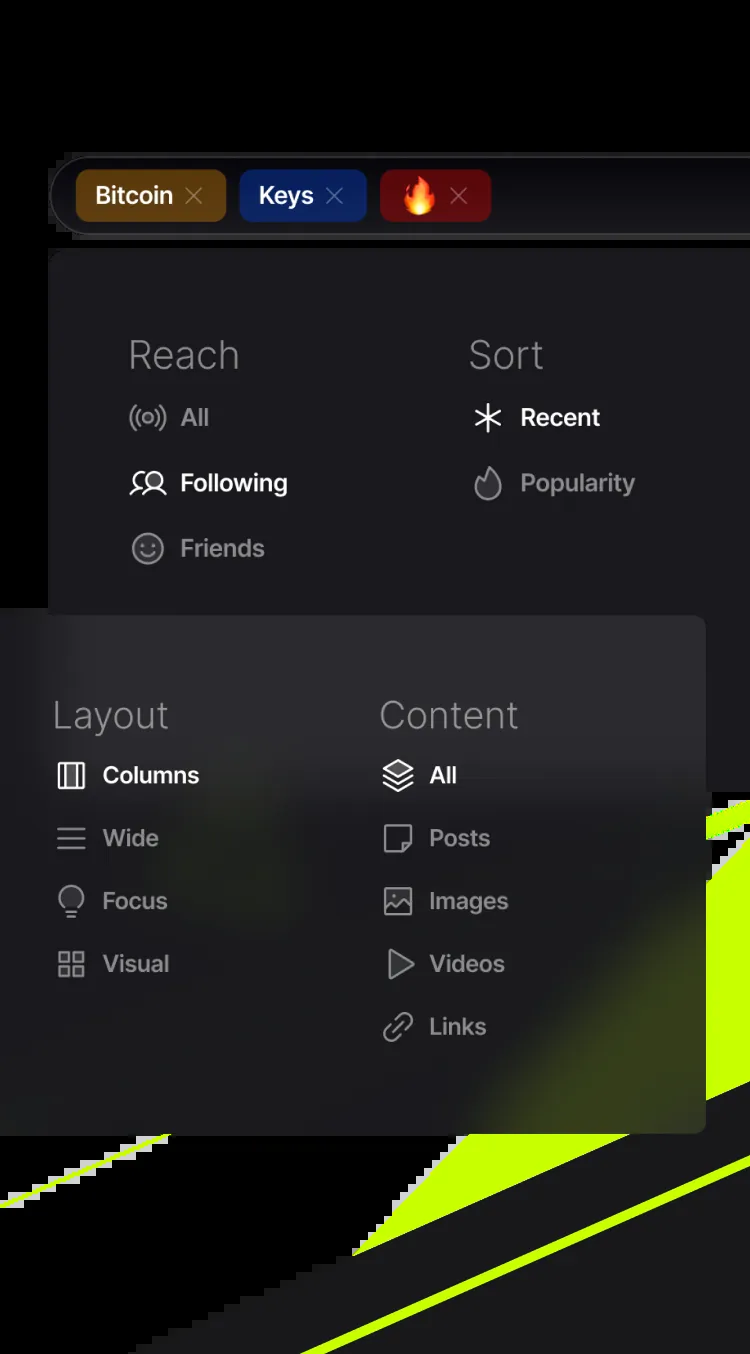 Bitcoin Keys 🔥
Reach
All
Following
Friends
Sort
Recent
Popularity
Layout
Columns
Wide
Focus
Visual
Content
All
Posts
Images
Videos
Links